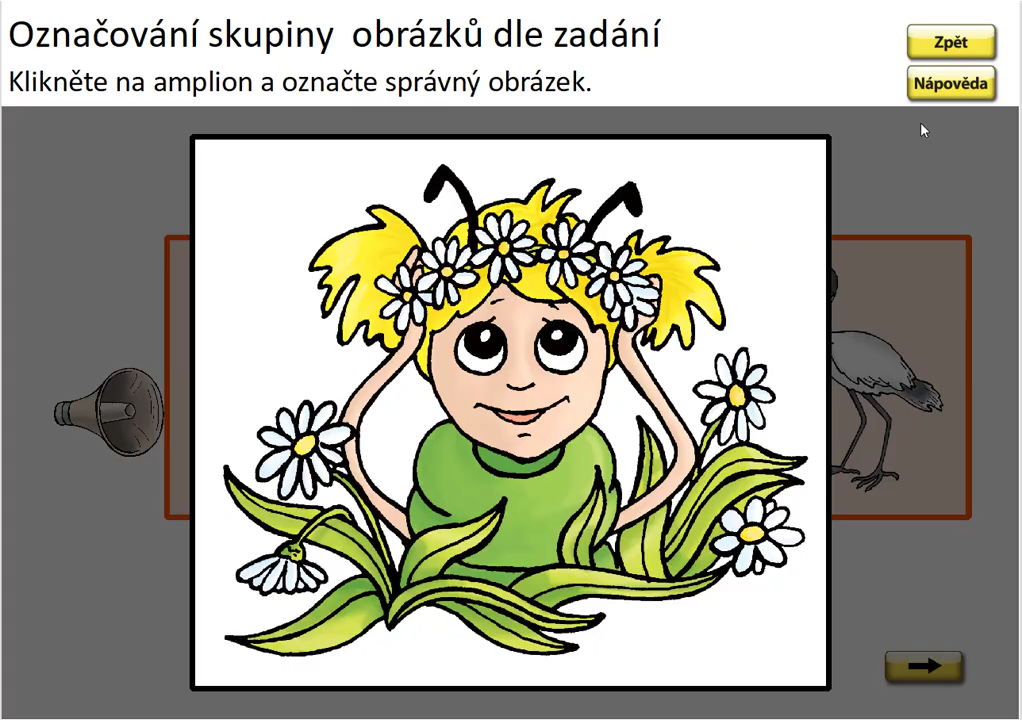 Označování skupiny  obrázků dle zadání
Klikněte na amplion a označte správný obrázek.
Zpět
Nápověda